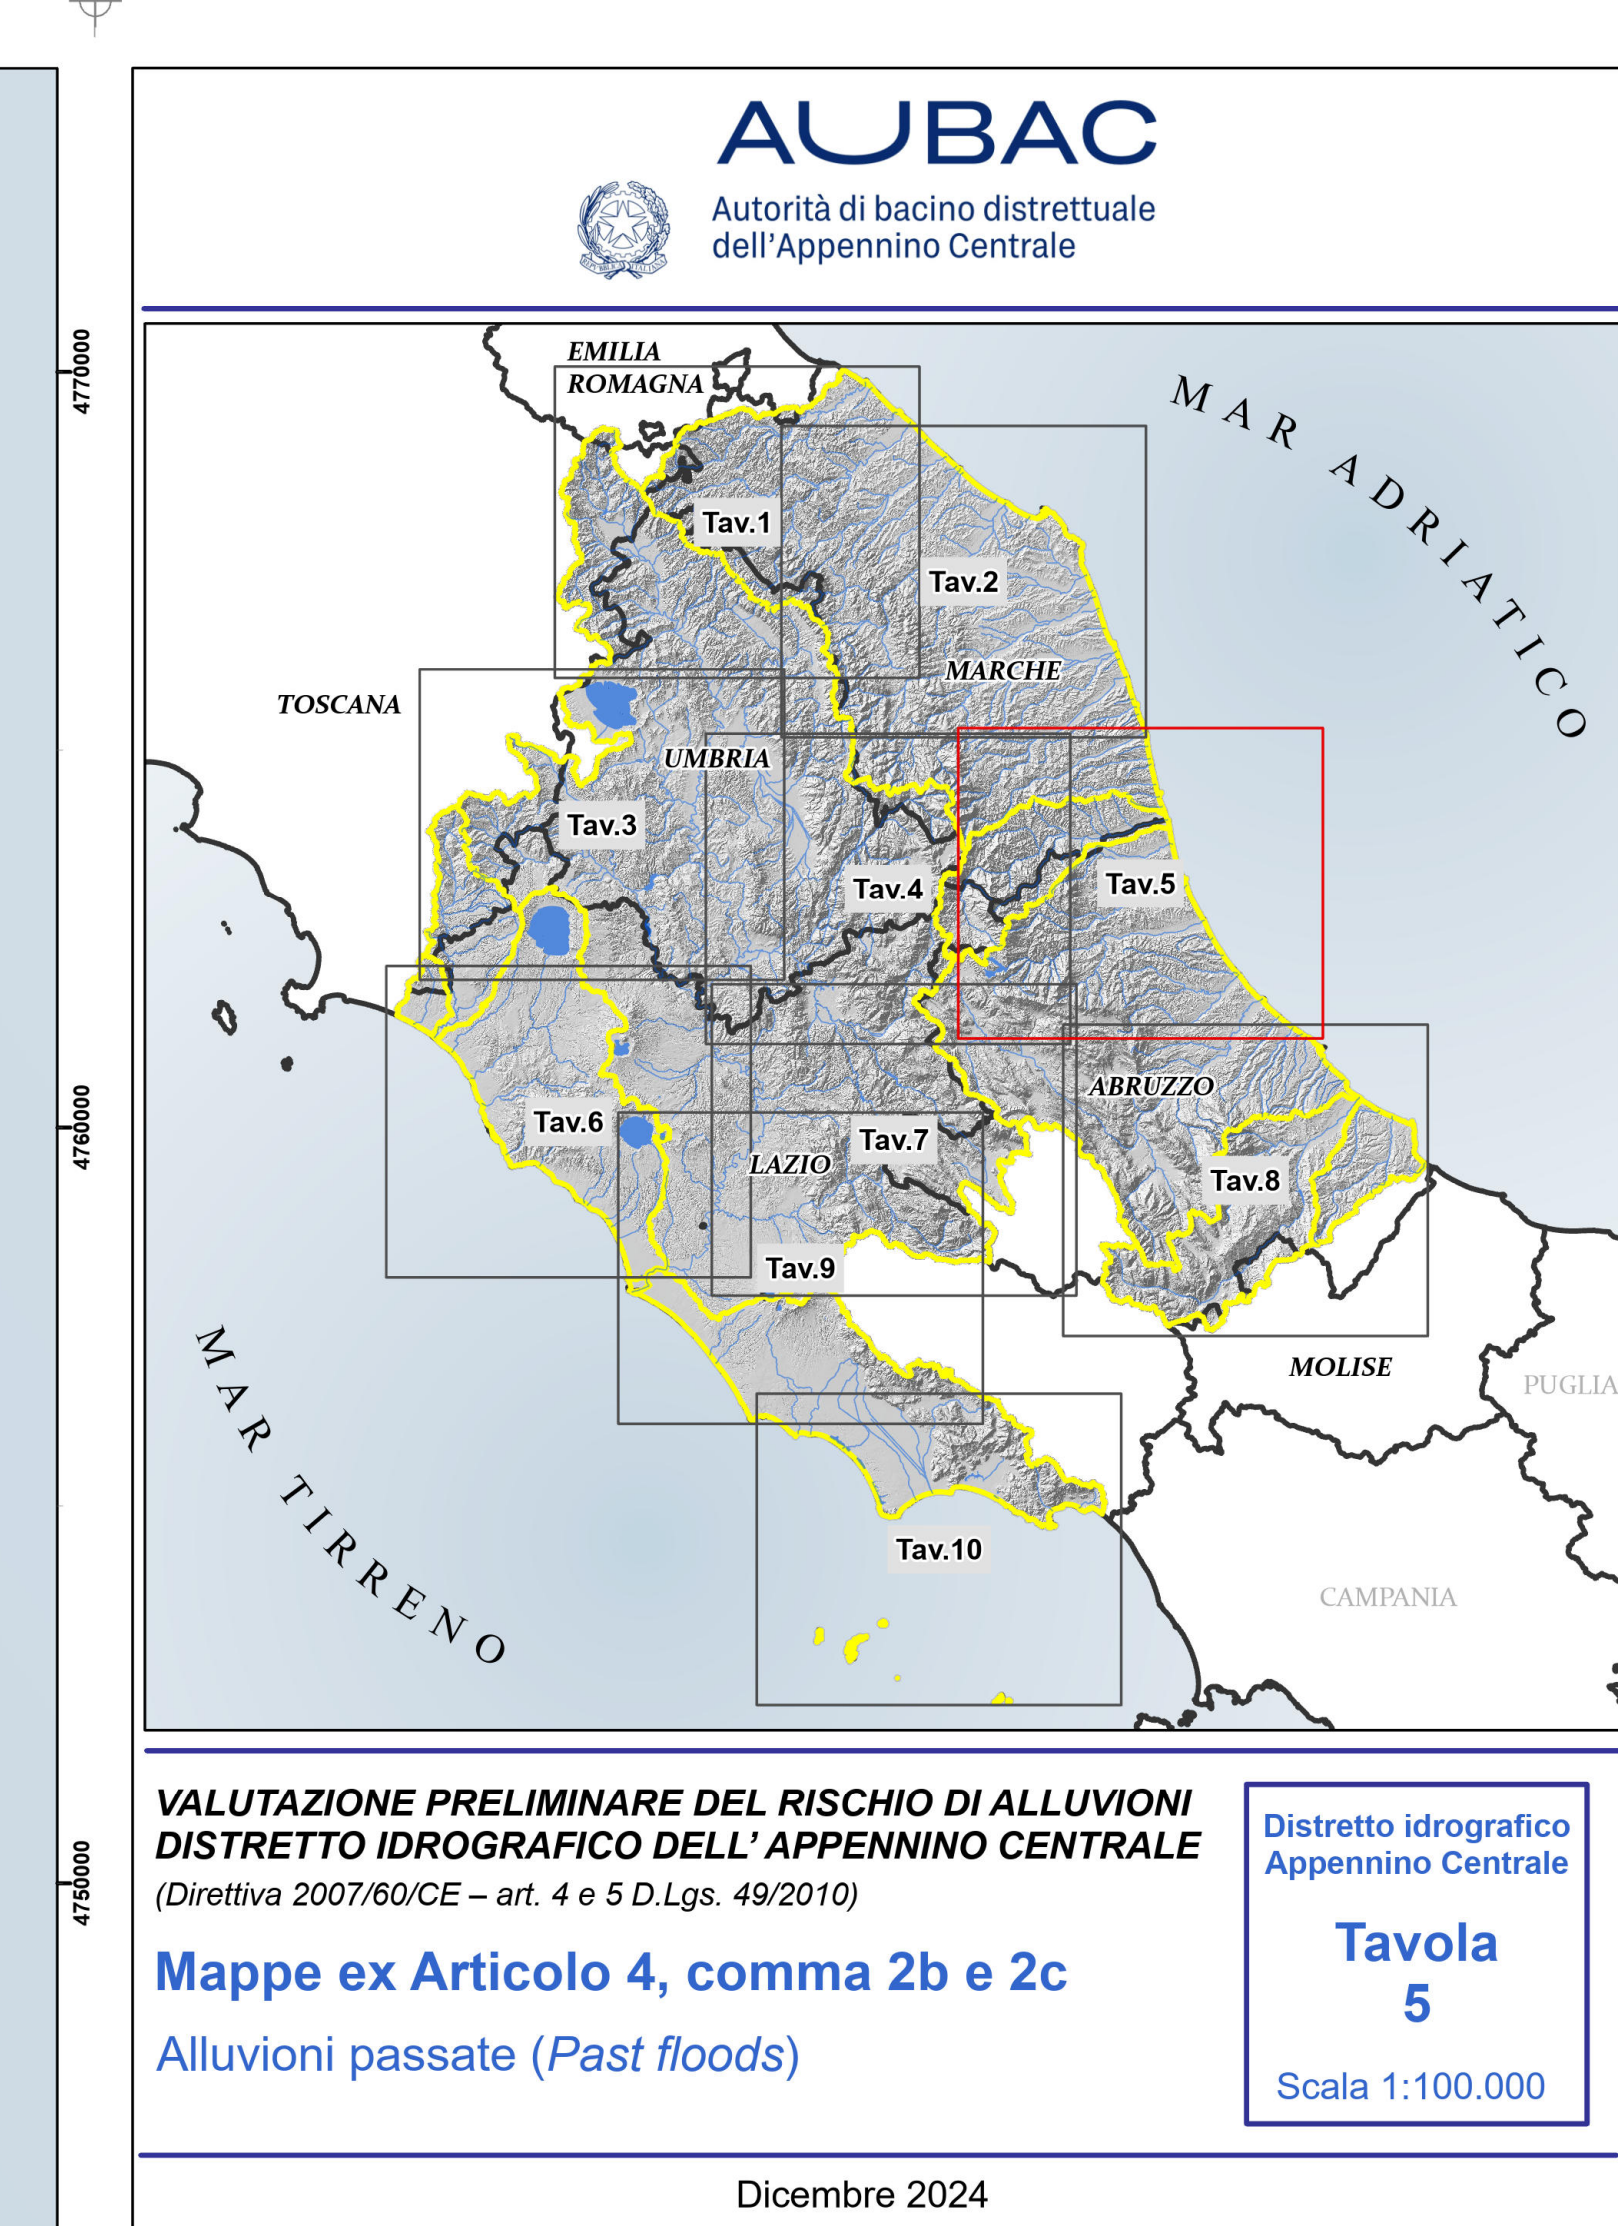 AUBAC
Autorità di bacino distrettuale
dell'Appennino Centrale
REPVBBLICA ITALIANA
4770000
4760000
4750000
EMILIA
ROMAGNA
MAR ADRIATICO
Tav.1
Tav.2
MARCHE
TOSCANA
UMBRIA
Tav.3
Tav.4
Tav.5
ABRUZZO
Tav.6
Tav.7
LAZIO
Tav.8
Tav.9
MAR TIRRENO
MOLISE
PUGLIA
Tav.10
CAMPANIA
VALUTAZIONE PRELIMINARE DEL RISCHIO DI ALLUVIONI
DISTRETTO IDROGRAFICO DELL' APPENNINO CENTRALE
(Direttiva 2007/60/CE – art. 4 e 5 D.Lgs. 49/2010)
Mappe ex Articolo 4, comma 2b e 2c
Alluvioni passate (Past floods)
Distretto idrografico
Appennino Centrale
Tavola
5
Scala 1:100.000
Dicembre 2024